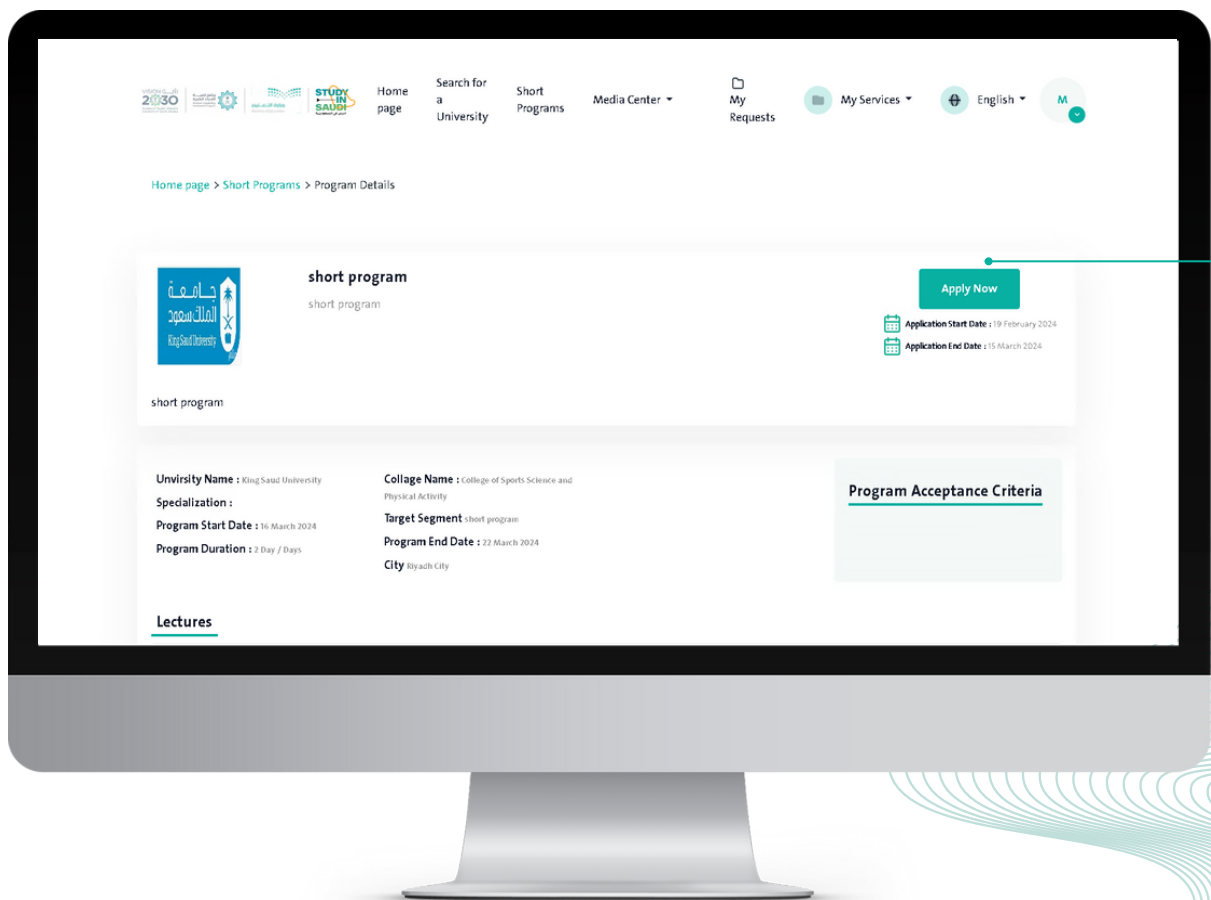 2030
STUDY
IN
SAUDI
Home
page
Search for
a
University
Short
Programs
Media Center
My
Requests
My Services
English
M
Home page > Short Programs > Program Details
جامعة
الملك سعود
King Saud University
short program
short program
Apply Now
Application Start Date : 19 February 2024
Application End Date : 15 March 2024
short program
Unvirsity Name : King Saud University
Specialization :
Program Start Date : 16 March 2024
Program Duration : 2 Day / Days
Collage Name : College of Sports Science and
Physical Activity
Target Segment short program
Program End Date : 22 March 2024
City Riyadh City
Program Acceptance Criteria
Lectures